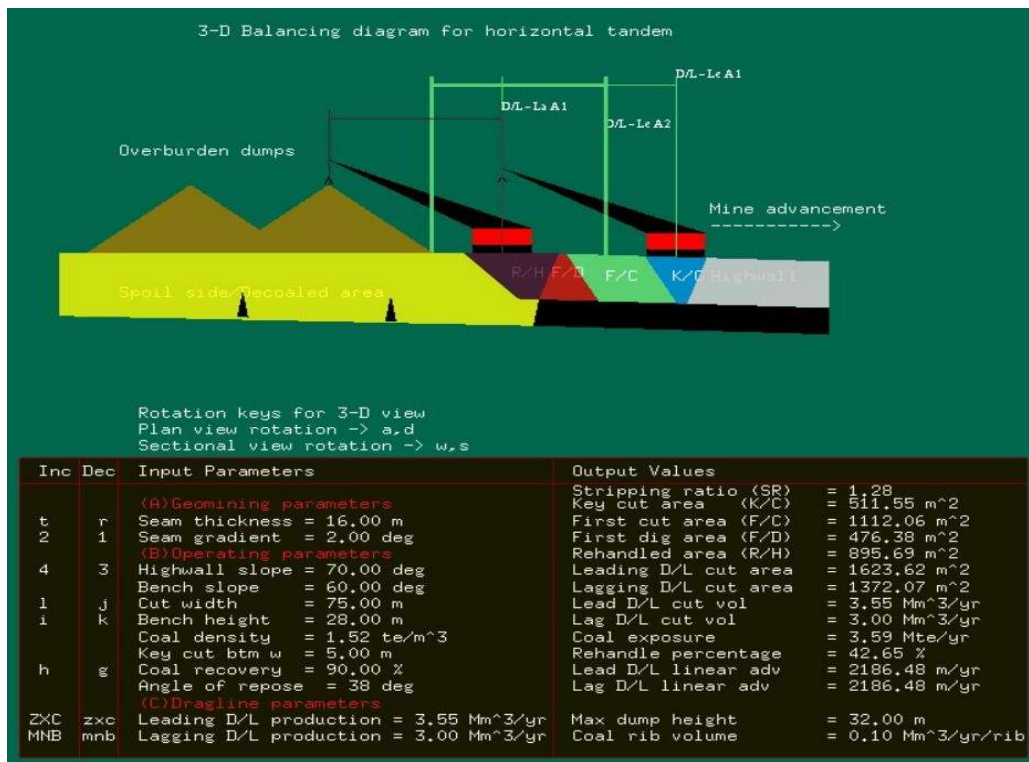 3-D Balancing diagram for horizontal tandem
D/L-Le A1
D/L-La A1
D/L-Le A2
Overburden dumps
Mine advancement
----------->
R/H F/D F/C K/C Highwall
Spoil side/Decoaled area
Rotation keys for 3-D view
Plan view rotation -> a,d
Sectional view rotation -> w,s
Inc Dec Input Parameters Output Values
Stripping ratio (SR) = 1.28
(A)Geomining parameters Key cut area (K/C) = 511.55 m^2
t r Seam thickness = 16.00 m First cut area (F/C) = 1112.06 m^2
2 1 Seam gradient = 2.00 deg First dig area (F/D) = 476.38 m^2
(B)Operating parameters Rehandled area (R/H) = 895.69 m^2
4 3 Highwall slope = 70.00 deg Leading D/L cut area = 1623.62 m^2
Bench slope = 60.00 deg Lagging D/L cut area = 1372.07 m^2
l j Cut width = 75.00 m Lead D/L cut vol = 3.55 Mm^3/yr
i k Bench height = 28.00 m Lag D/L cut vol = 3.00 Mm^3/yr
Coal density = 1.52 te/m^3 Coal exposure = 3.59 Mte/yr
Key cut btm w = 5.00 m Rehandle percentage = 42.65 %
h g Coal recovery = 90.00 % Lead D/L linear adv = 2186.48 m/yr
Angle of repose = 38 deg Lag D/L linear adv = 2186.48 m/yr
(C)Dragline parameters
ZXC zxc Leading D/L production = 3.55 Mm^3/yr Max dump height = 32.00 m
MNB mnb Lagging D/L production = 3.00 Mm^3/yr Coal rib volume = 0.10 Mm^3/yr/rib